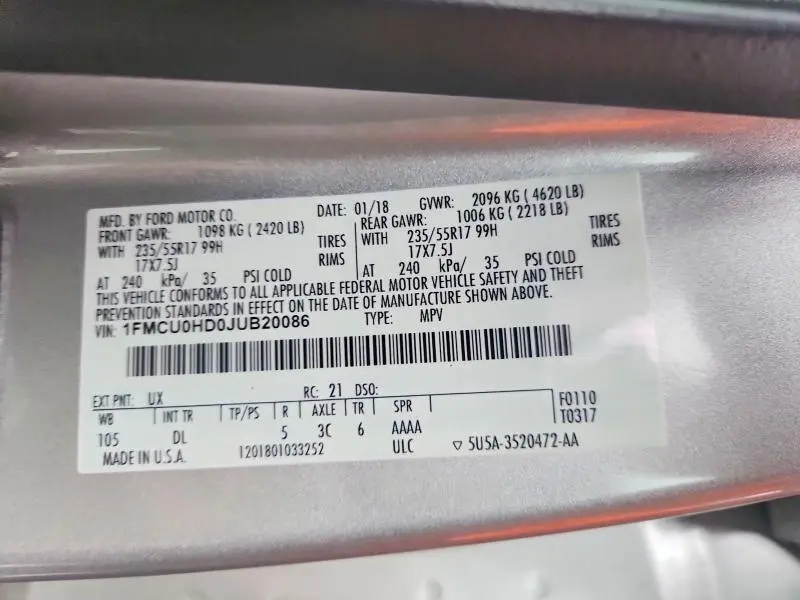 MFD. BY FORD MOTOR CO. DATE: 01/18 GVWR: 2096 KG ( 4620 LB)
FRONT GAWR: 1098 KG ( 2420 LB) REAR GAWR: 1006 KG ( 2218 LB)
WITH 235/55R17 99H TIRES WITH 235/55R17 99H TIRES
17X7.5J RIMS 17X7.5J RIMS
AT 240 kPa/ 35 PSI COLD AT 240 kPa/ 35 PSI COLD
THIS VEHICLE CONFORMS TO ALL APPLICABLE FEDERAL MOTOR VEHICLE SAFETY AND THEFT
PREVENTION STANDARDS IN EFFECT ON THE DATE OF MANUFACTURE SHOWN ABOVE.
VIN: 1FMCU0HD0JUB20086 TYPE: MPV
EXT PNT: UX RC: 21 DSO: F0110
WB INT TR TP/PS R AXLE TR SPR T0317
105 DL 5 3C 6 AAAA
MADE IN U.S.A. 1201801033252 ULC ▽ 5U5A-3520472-AA